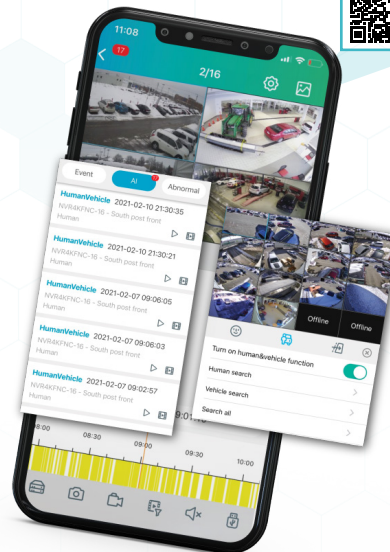 11:08
17
2/16
Event
AI
Abnormal
HumanVehicle 2021-02-10 21:30:35
NVR4KFNC-16 - South post front
Human
HumanVehicle 2021-02-10 21:30:21
NVR4KFNC-16 - South post front
Human
HumanVehicle 2021-02-07 09:06:05
NVR4KFNC-16 - South post front
Human
HumanVehicle 2021-02-07 09:06:03
NVR4KFNC-16 - South post front
Human
HumanVehicle 2021-02-07 09:02:57
NVR4KFNC-16 - South post front
Human
Offline
Offline
Turn on human&vehicle function
Human search
Vehicle search
Search all
08:30
09:00
09:30
10:00